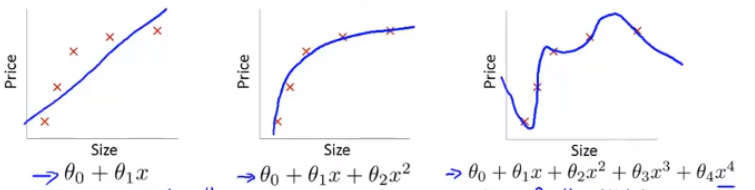 Price
Size
→ θ₀ + θ₁x
Price
Size
→ θ₀ + θ₁x + θ₂x²
Price
Size
→ θ₀ + θ₁x + θ₂x² + θ₃x³ + θ₄x⁴